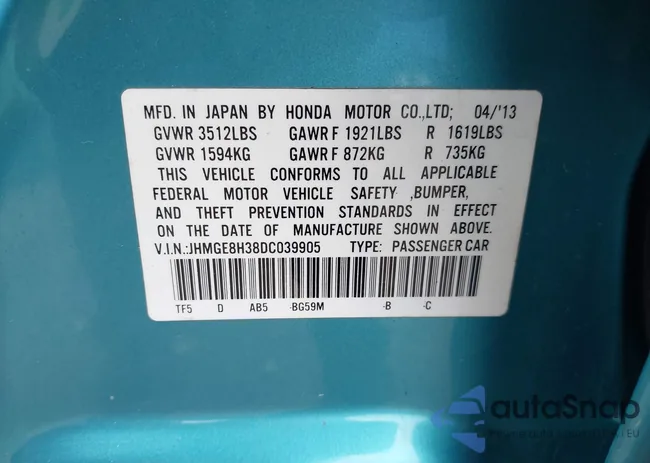 MFD. IN JAPAN BY HONDA MOTOR CO.,LTD; 04/'13
GVWR 3512LBS GAWR F 1921LBS R 1619LBS
GVWR 1594KG GAWR F 872KG R 735KG
THIS VEHICLE CONFORMS TO ALL APPLICABLE
FEDERAL MOTOR VEHICLE SAFETY ,BUMPER,
AND THEFT PREVENTION STANDARDS IN EFFECT
ON THE DATE OF MANUFACTURE SHOWN ABOVE.
V.I.N.:JHMGE8H38DC039905 TYPE: PASSENGER CAR
TF5 D AB5 -BG59M -B -C
autaSnap